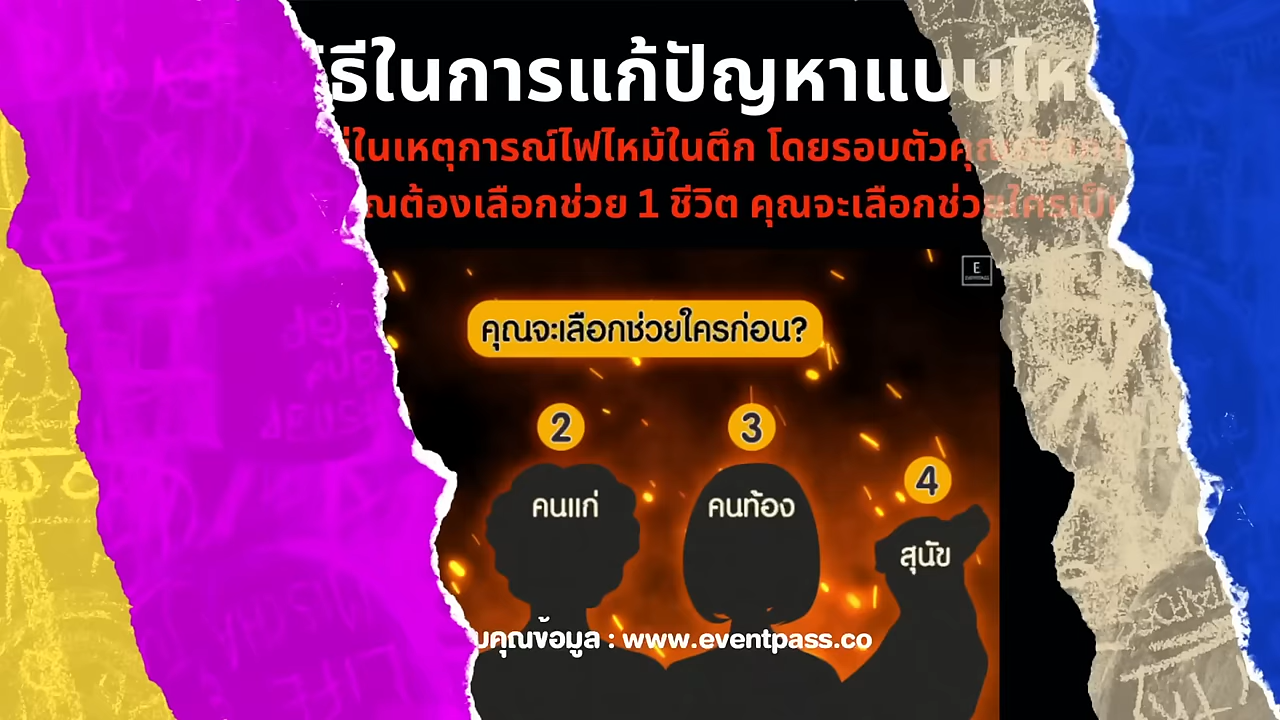 วิธีในการแก้ปัญหาแบบไห
ในเหตุการณ์ไฟไหม้ในตึก โดยรอบตัวคุ
ณต้องเลือกช่วย 1 ชีวิต คุณจะเลือกช่วยใครเป็
E
EVENTPASS
คุณจะเลือกช่วยใครก่อน?
2
3
4
คนแก่
คนท้อง
สุนัข
บคุณข้อมูล : www.eventpass.co